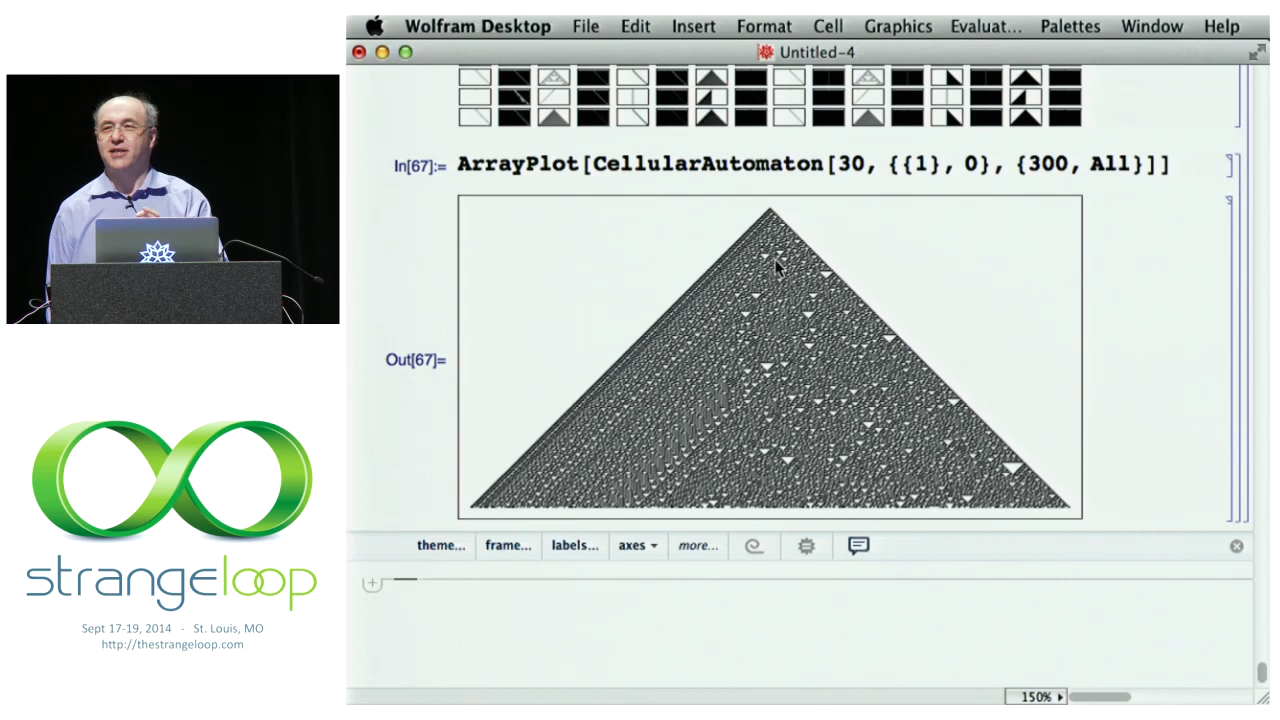 Wolfram Desktop File Edit Insert Format Cell Graphics Evaluat... Palettes Window Help
Untitled-4
In[67]:= ArrayPlot[CellularAutomaton[30, {{1}, 0}, {300, All}]]
Out[67]=
theme... frame... labels... axes more...
150%
strangeloop
Sept 17-19, 2014 - St. Louis, MO
http://thestrangeloop.com